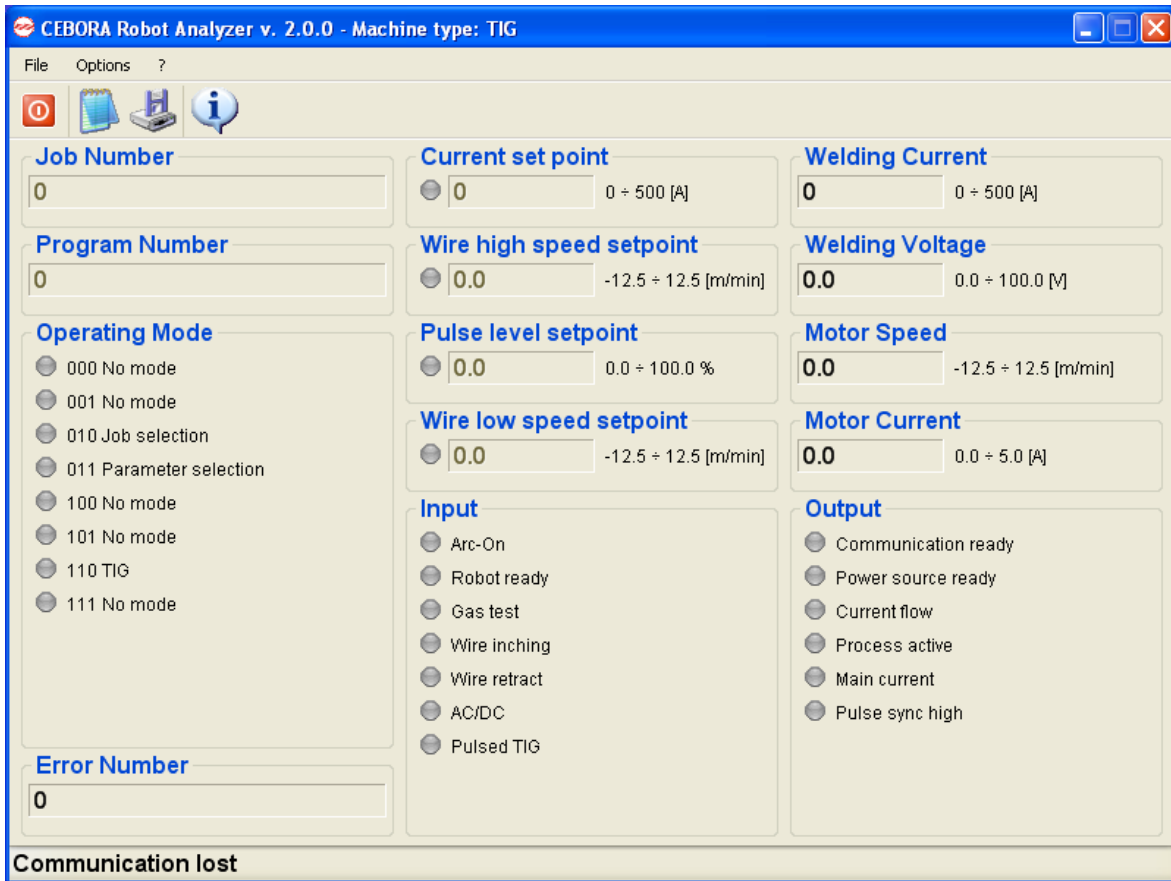 CEBORA Robot Analyzer v. 2.0.0 - Machine type: TIG
File Options ?
Job Number
0
Program Number
0
Operating Mode
000 No mode
001 No mode
010 Job selection
011 Parameter selection
100 No mode
101 No mode
110 TIG
111 No mode
Error Number
0
Current set point
0 0 ÷ 500 [A]
Wire high speed setpoint
0.0 -12.5 ÷ 12.5 [m/min]
Pulse level setpoint
0.0 0.0 ÷ 100.0 %
Wire low speed setpoint
0.0 -12.5 ÷ 12.5 [m/min]
Input
Arc-On
Robot ready
Gas test
Wire inching
Wire retract
AC/DC
Pulsed TIG
Welding Current
0 0 ÷ 500 [A]
Welding Voltage
0.0 0.0 ÷ 100.0 [V]
Motor Speed
0.0 -12.5 ÷ 12.5 [m/min]
Motor Current
0.0 0.0 ÷ 5.0 [A]
Output
Communication ready
Power source ready
Current flow
Process active
Main current
Pulse sync high
Communication lost